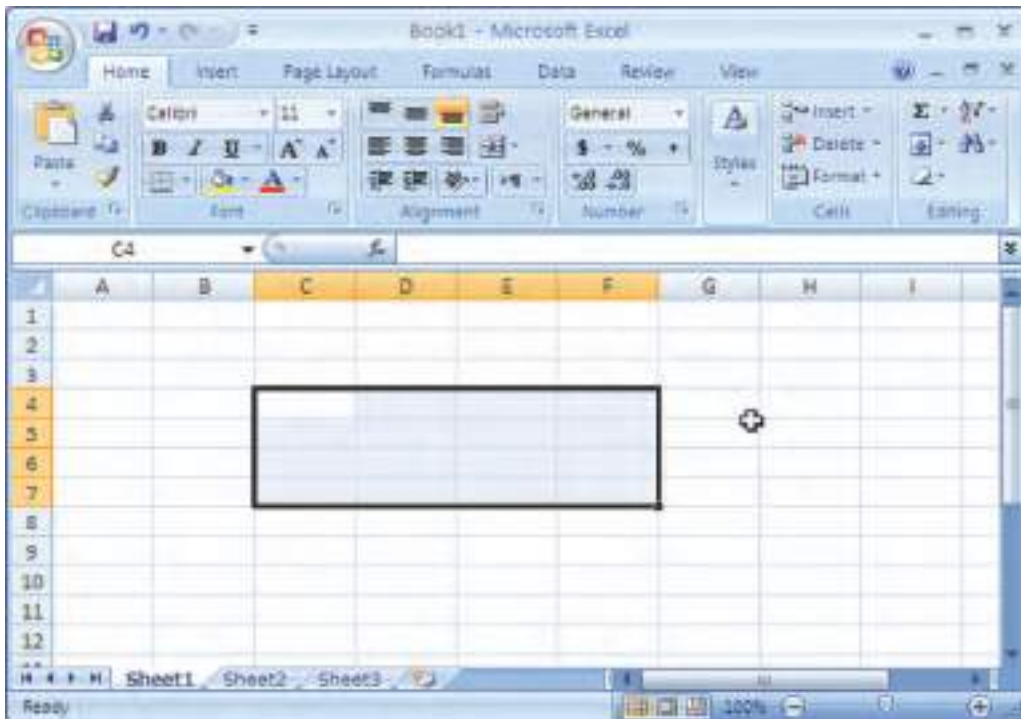 Book1 - Microsoft Excel
Home Insert Page Layout Formulas Data Review View
Calibri 11 General Insert
B I U A A $ % , Delete
Paste Styles Format
Clipboard Font Alignment Number Cells Editing
C4 fx
A B C D E F G H I
1
2
3
4
5
6
7
8
9
10
11
12
Sheet1 Sheet2 Sheet3
Ready 100%